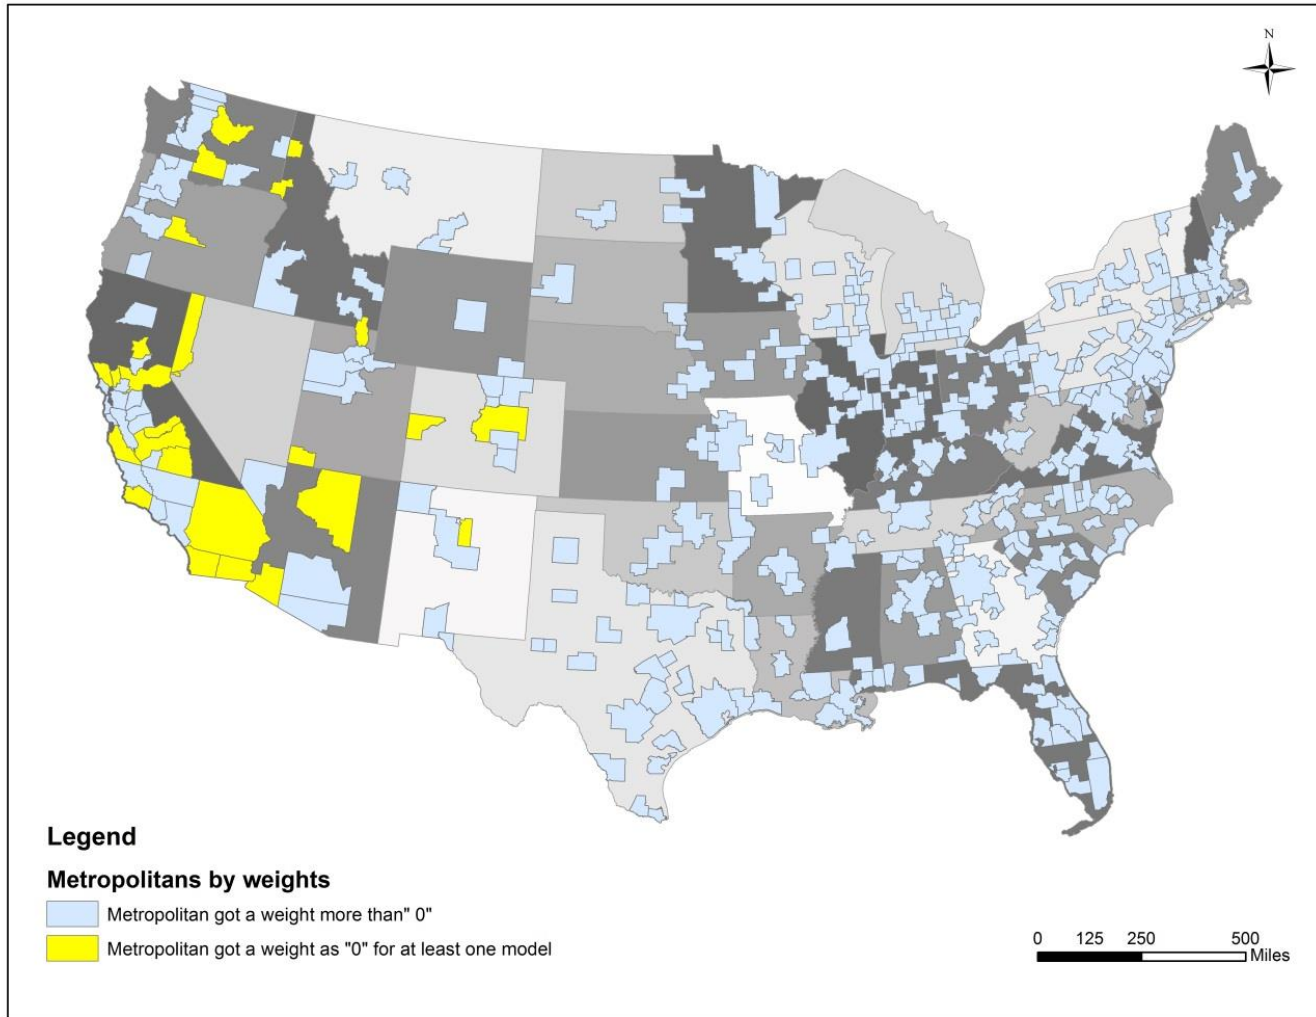 N
Legend
Metropolitans by weights
Metropolitan got a weight more than" 0"
Metropolitan got a weight as "0" for at least one model
0 125 250 500
Miles